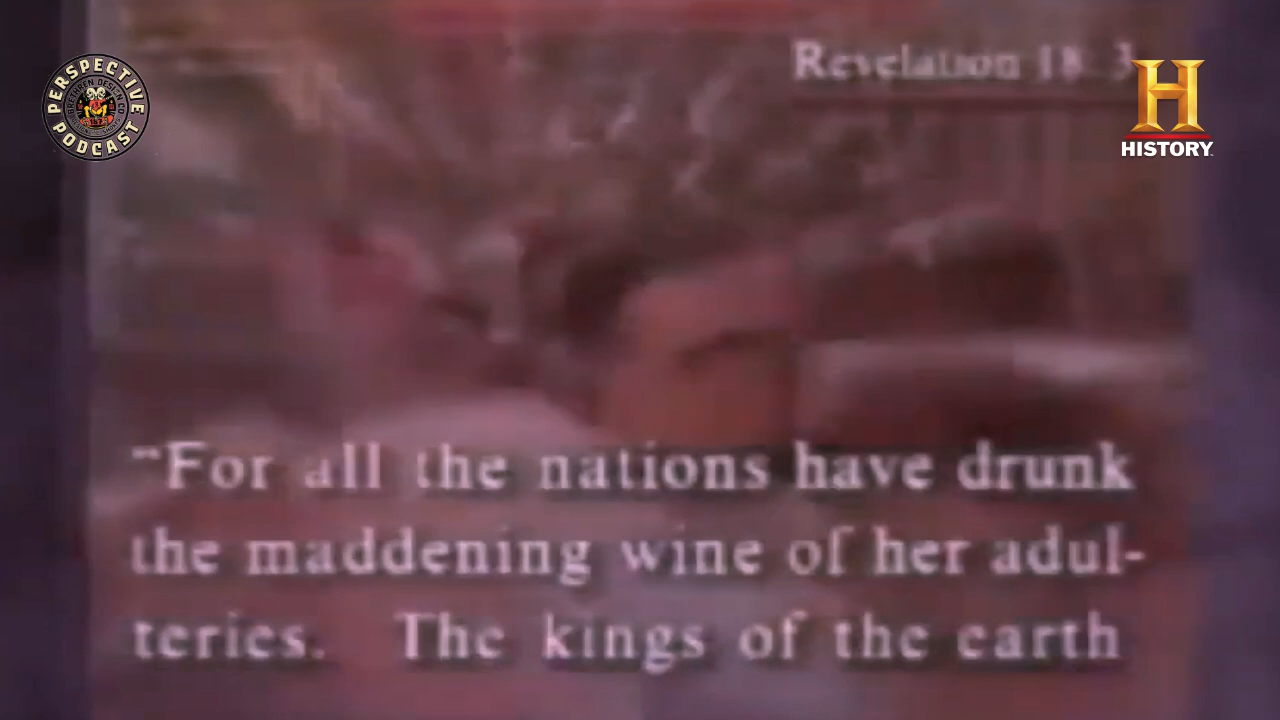 Revelation 18 3
PERSPECTIVE
PODCAST
HISTORY
"For all the nations have drunk
the maddening wine of her adul-
teries. The kings of the earth